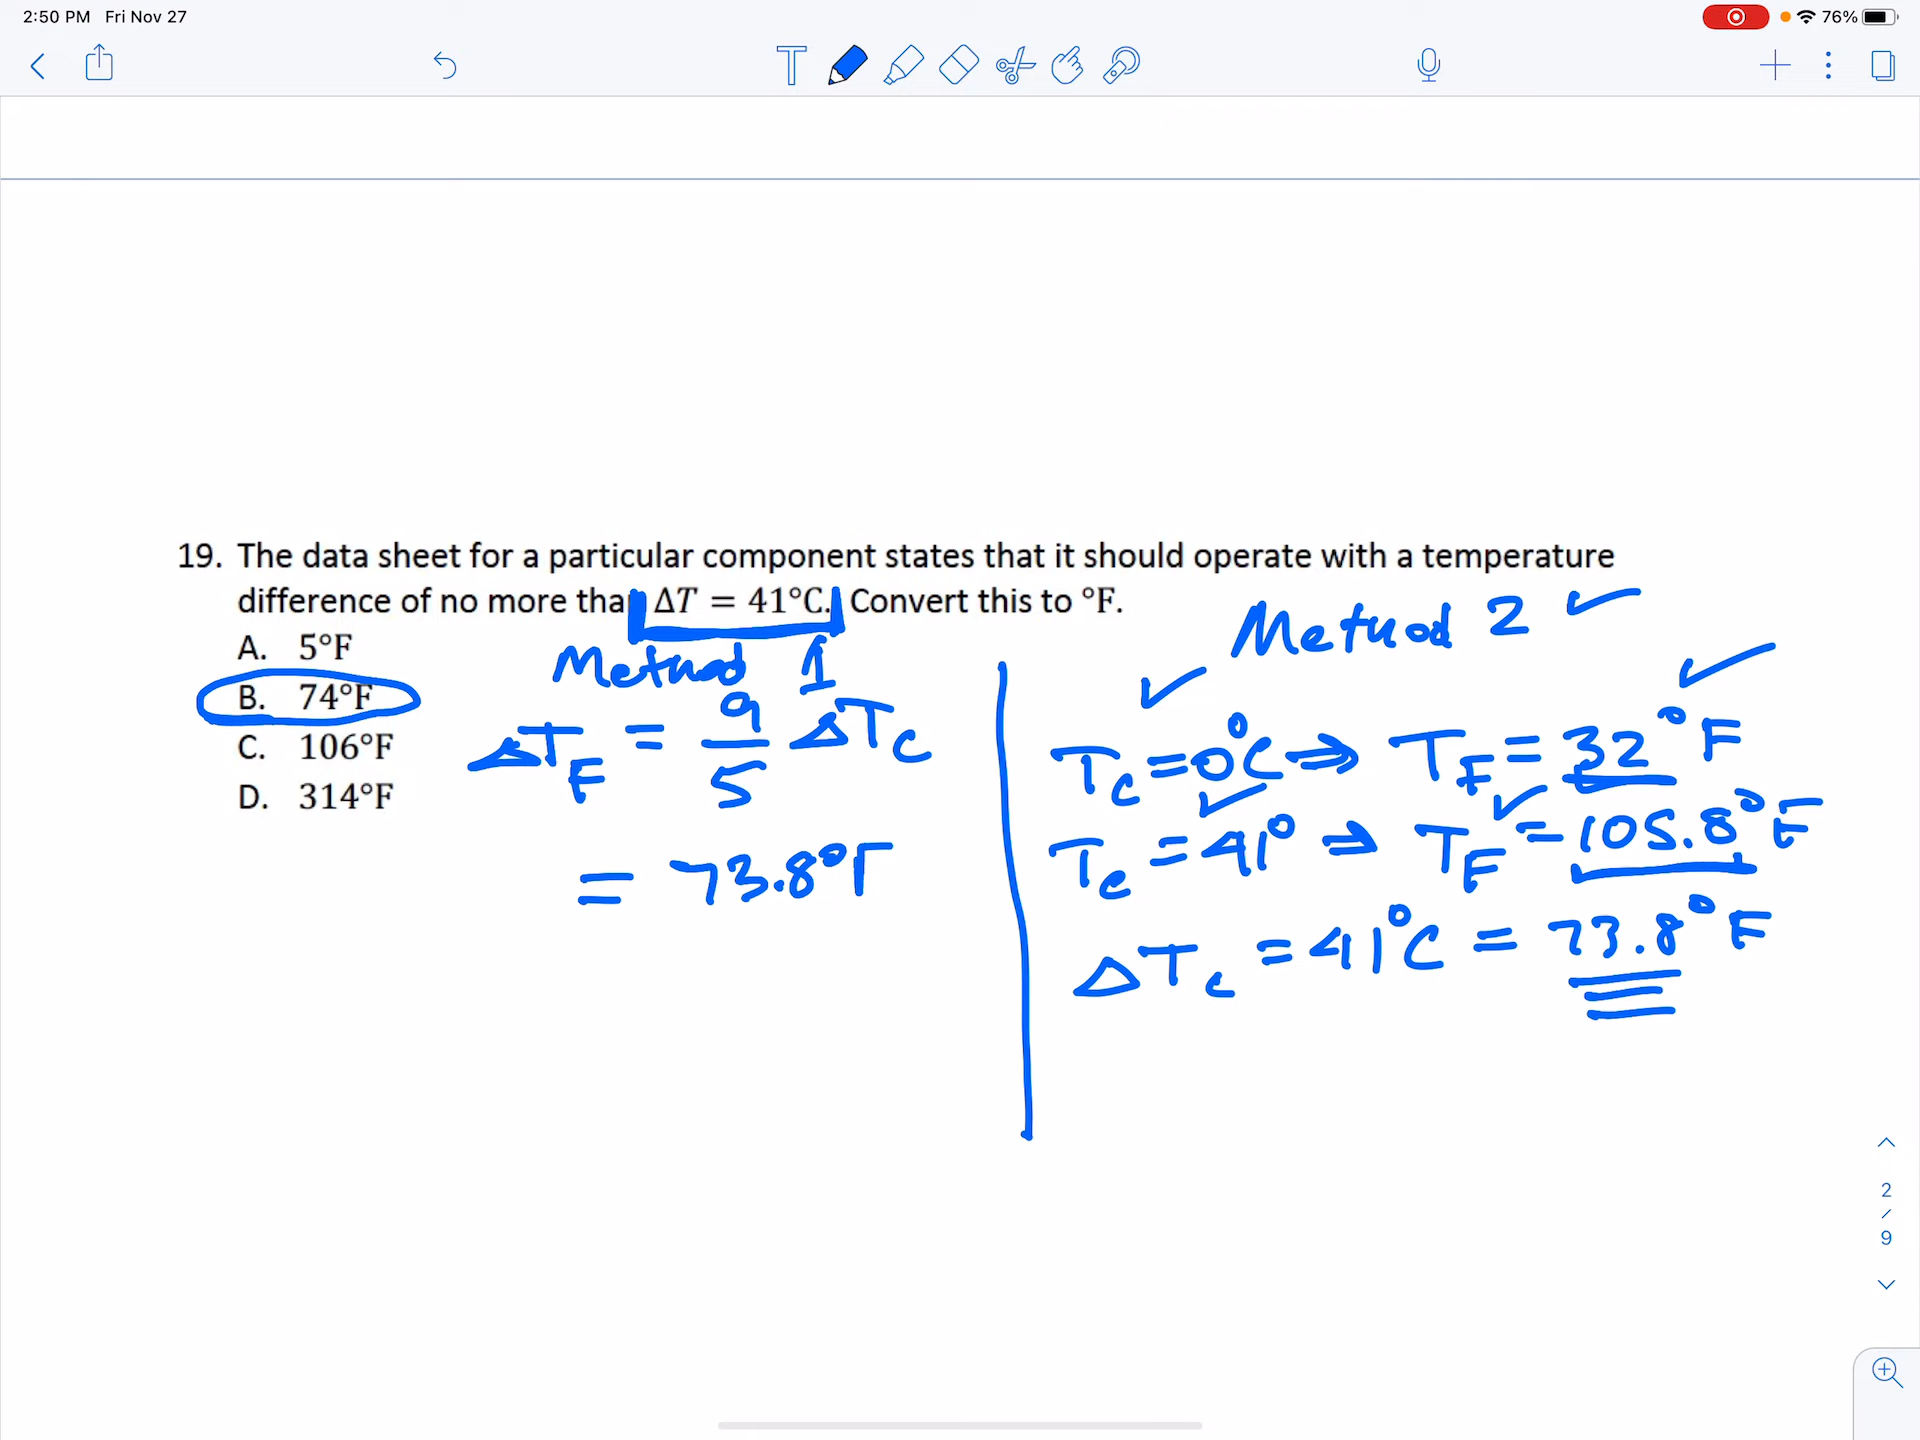 2:50 PM Fri Nov 27
76%
19. The data sheet for a particular component states that it should operate with a temperature
difference of no more tha ΔT = 41°C. Convert this to °F.
A. 5°F
B. 74°F
C. 106°F
D. 314°F
Method 1
ΔT_F = 9/5 ΔT_C
= 73.8°F
Method 2
T_C = 0°C ⇒ T_F = 32°F
T_C = 41° ⇒ T_F = 105.8°F
ΔT_C = 41°C = 73.8°F
2
/
9